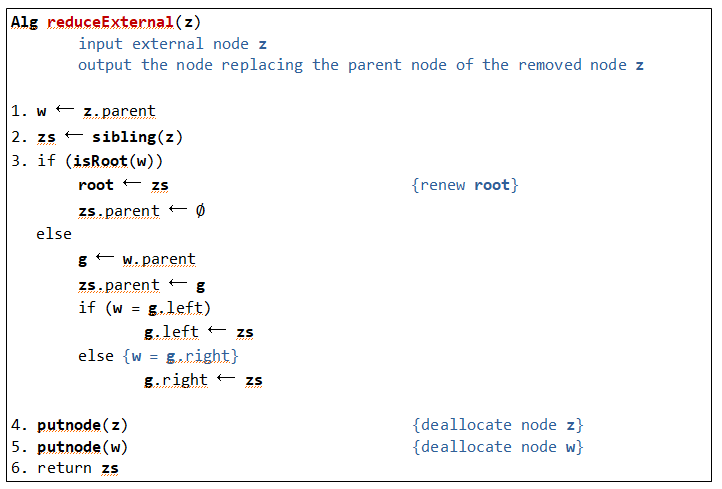 Alg reduceExternal(z)
input external node z
output the node replacing the parent node of the removed node z
1. w ← z.parent
2. zs ← sibling(z)
3. if (isRoot(w))
root ← zs {renew root}
zs.parent ← ∅
else
g ← w.parent
zs.parent ← g
if (w = g.left)
g.left ← zs
else {w = g.right}
g.right ← zs
4. putnode(z) {deallocate node z}
5. putnode(w) {deallocate node w}
6. return zs